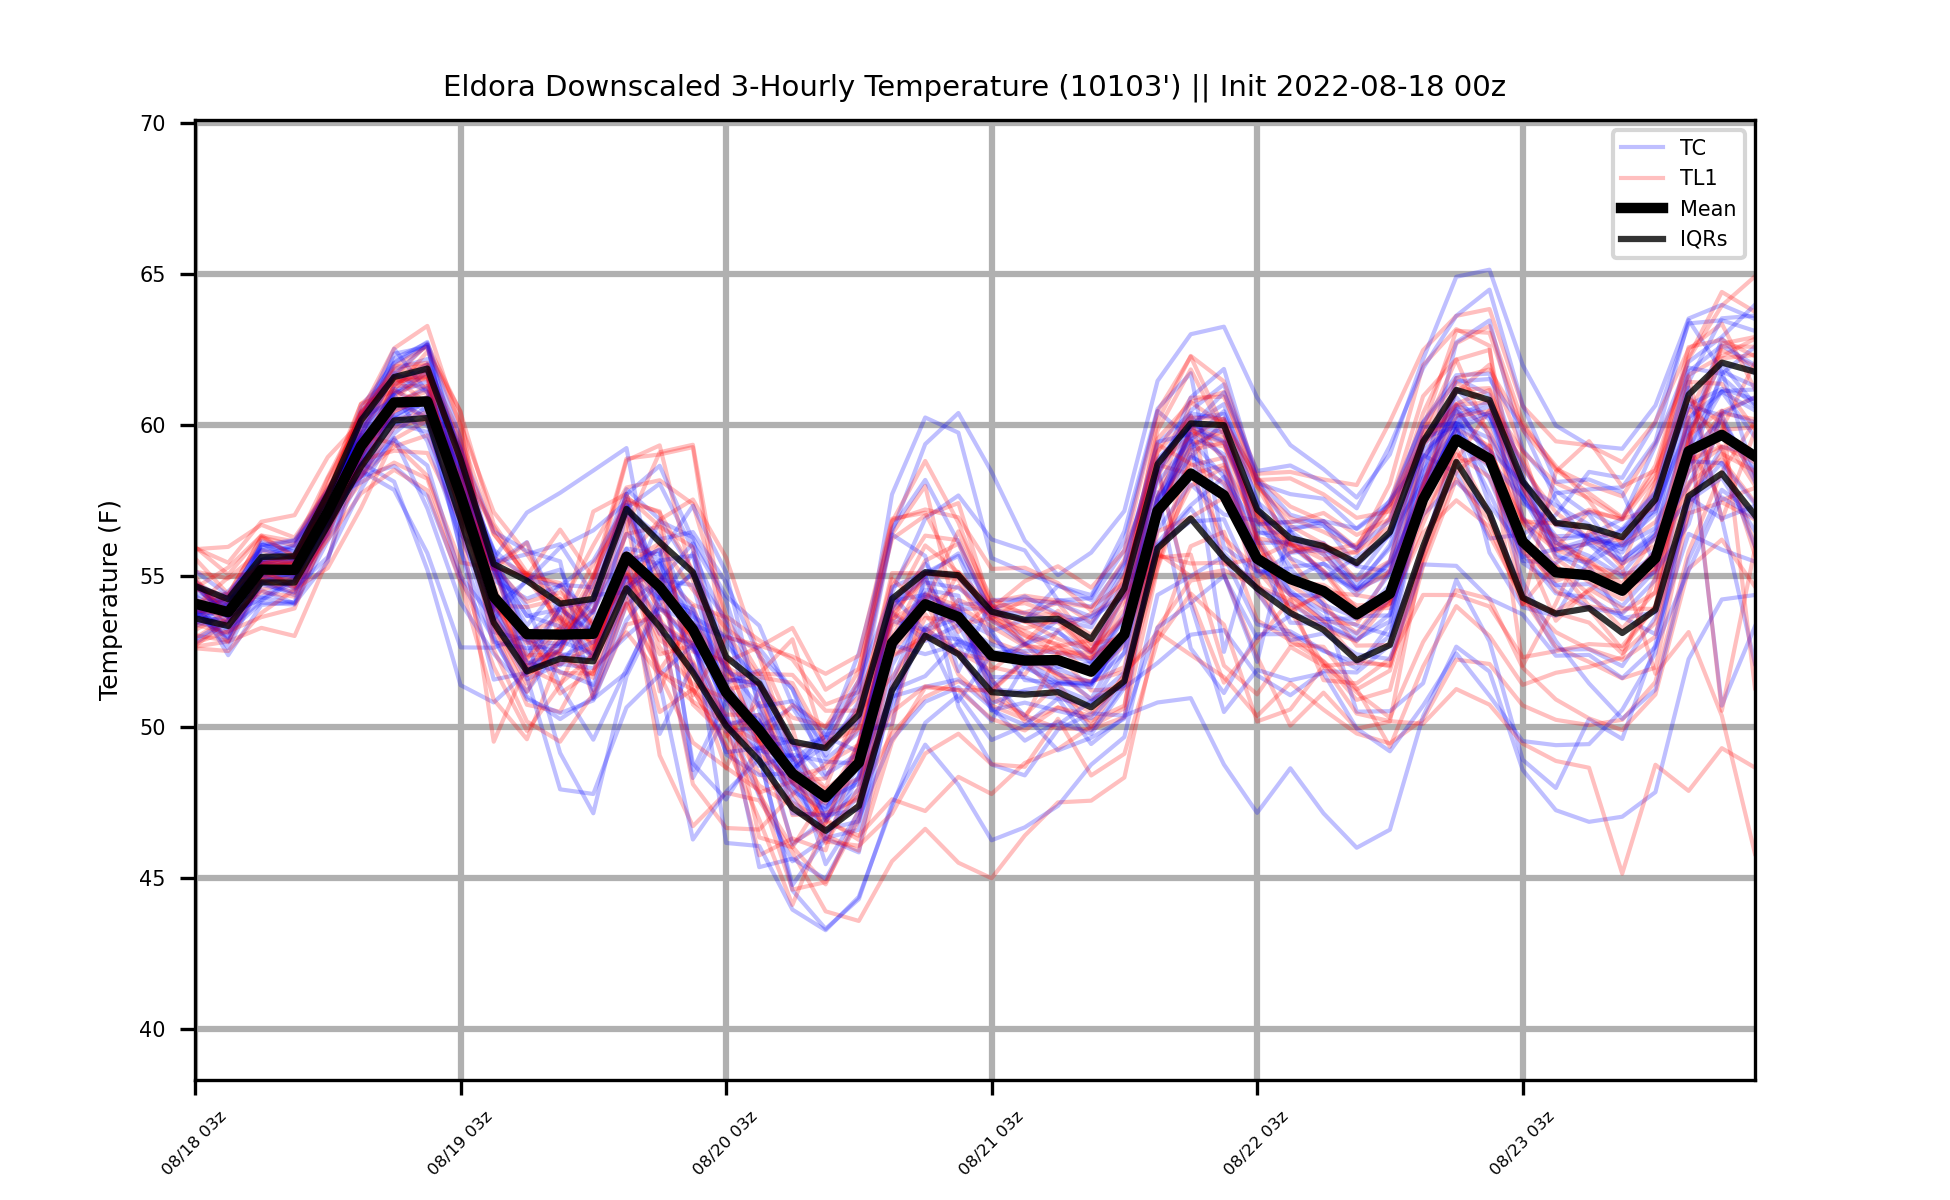 Eldora Downscaled 3-Hourly Temperature (10103') || Init 2022-08-18 00z
TC
TL1
Mean
IQRs
Temperature (F)
70
65
60
55
50
45
40
08/18 03z
08/19 03z
08/20 03z
08/21 03z
08/22 03z
08/23 03z